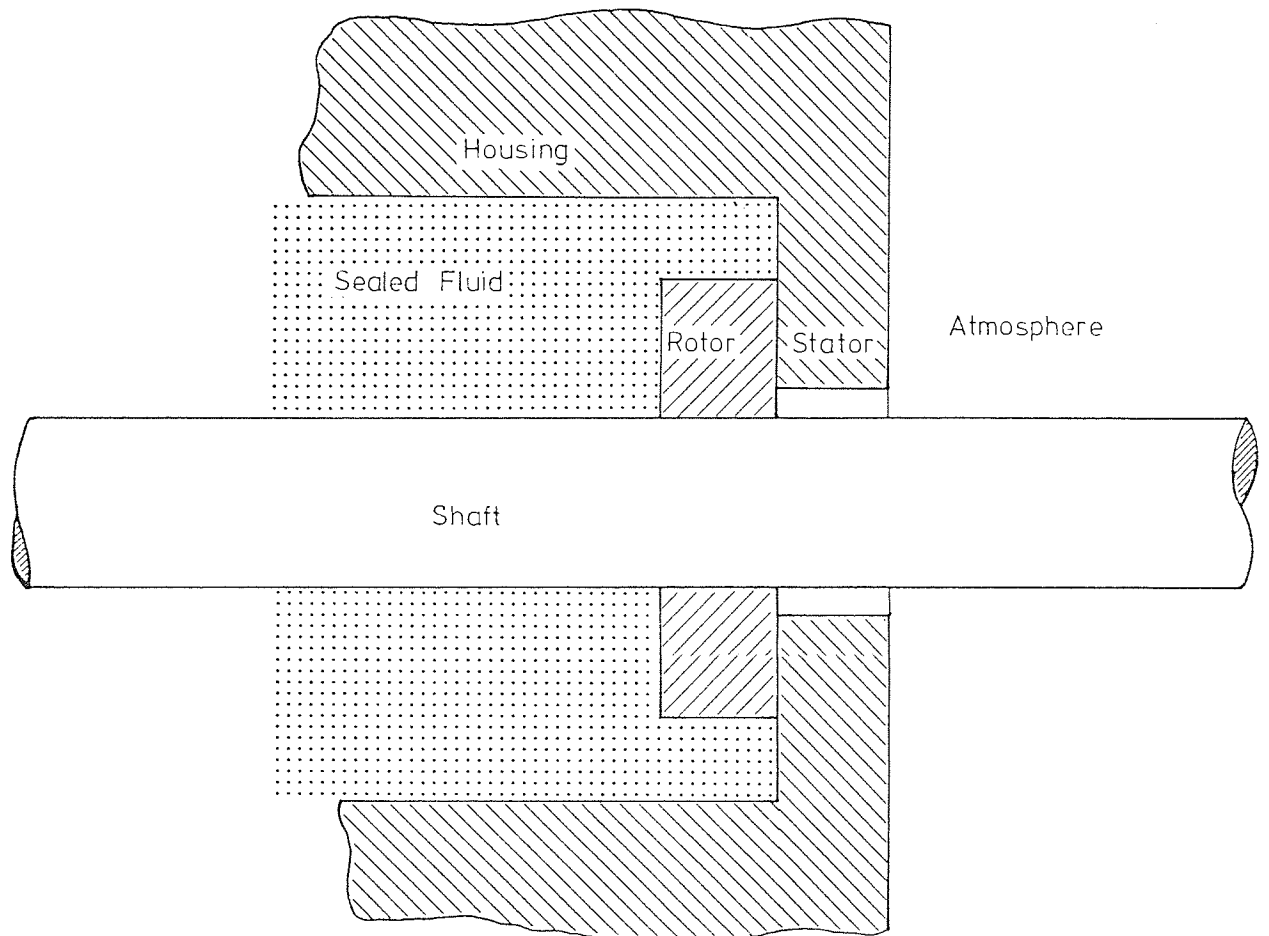 Housing
Sealed Fluid
Rotor
Stator
Atmosphere
Shaft